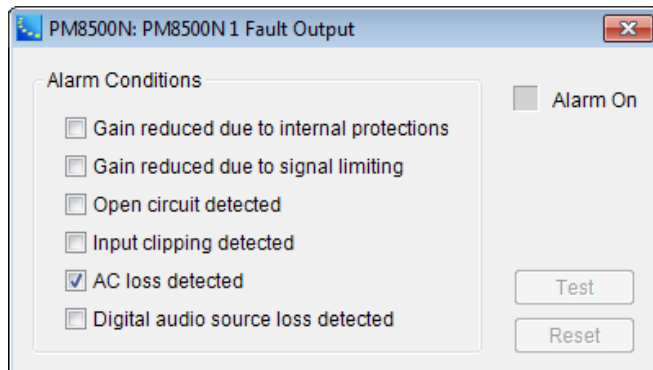 PM8500N: PM8500N 1 Fault Output
Alarm Conditions
Gain reduced due to internal protections
Gain reduced due to signal limiting
Open circuit detected
Input clipping detected
AC loss detected
Digital audio source loss detected
Alarm On
Test
Reset